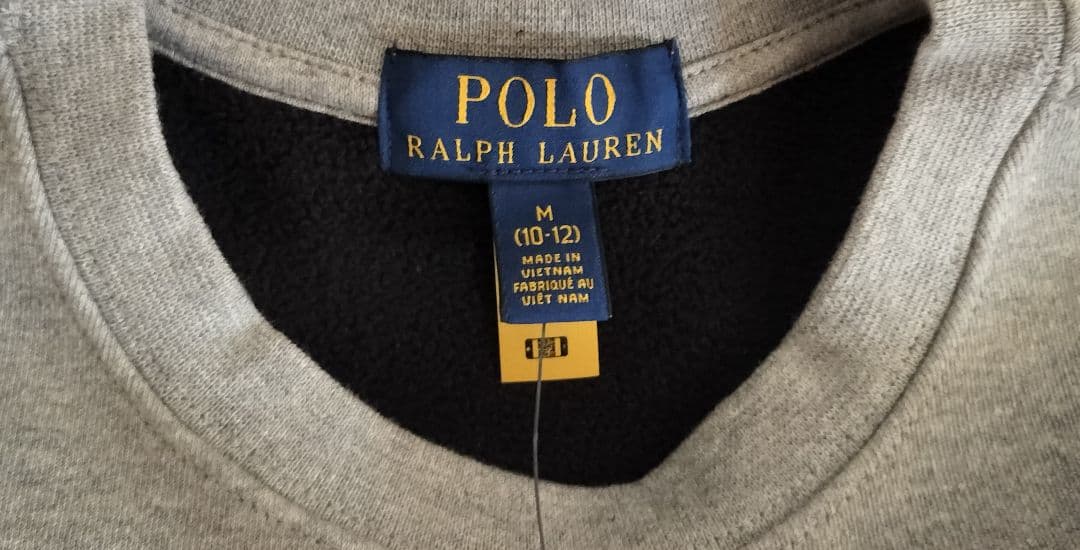 POLO
RALPH LAUREN
M
(10-12)
MADE IN
VIETNAM
FABRIQUÉ AU
VIÊT NAM